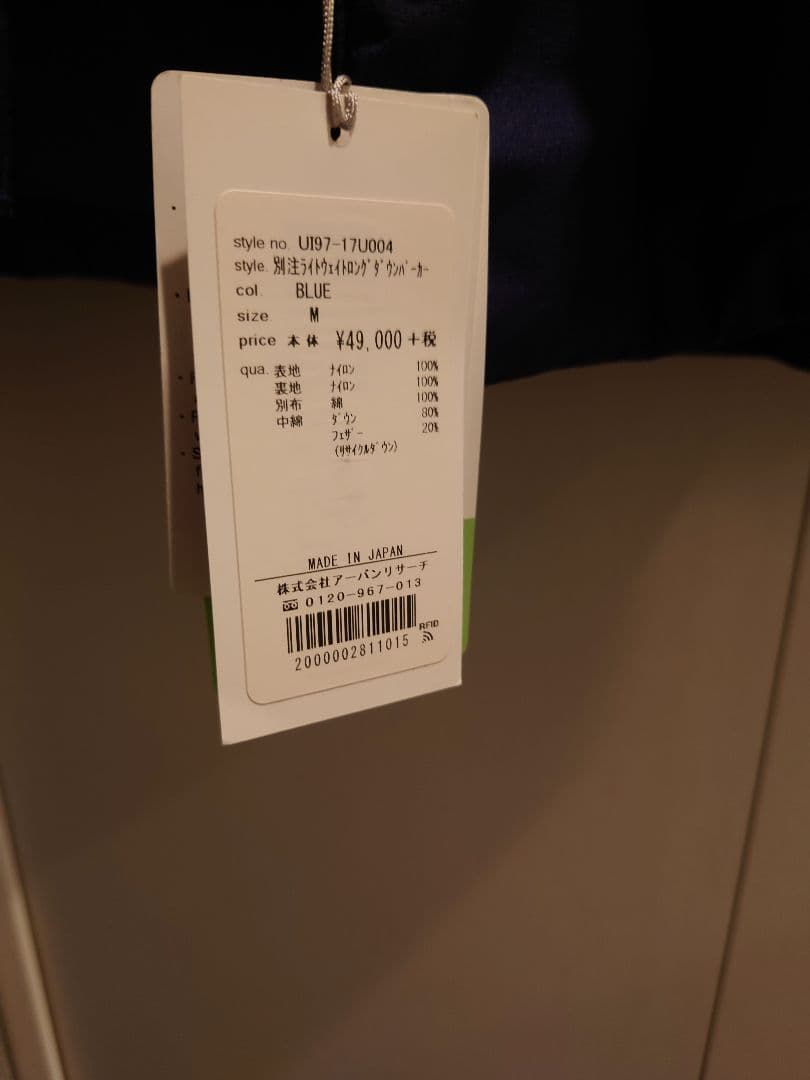 style no. UI97-17U004
style. 別注ライトウェイトロングダウンパーカー
col. BLUE
size. M
price 本体 ¥49,000 +税
qua. 表地 ナイロン 100%
裏地 ナイロン 100%
別布 綿 100%
中綿 ダウン 80%
フェザー 20%
(リサイクルダウン)
MADE IN JAPAN
株式会社アーバンリサーチ
0120-967-013
RFID
2000002811015